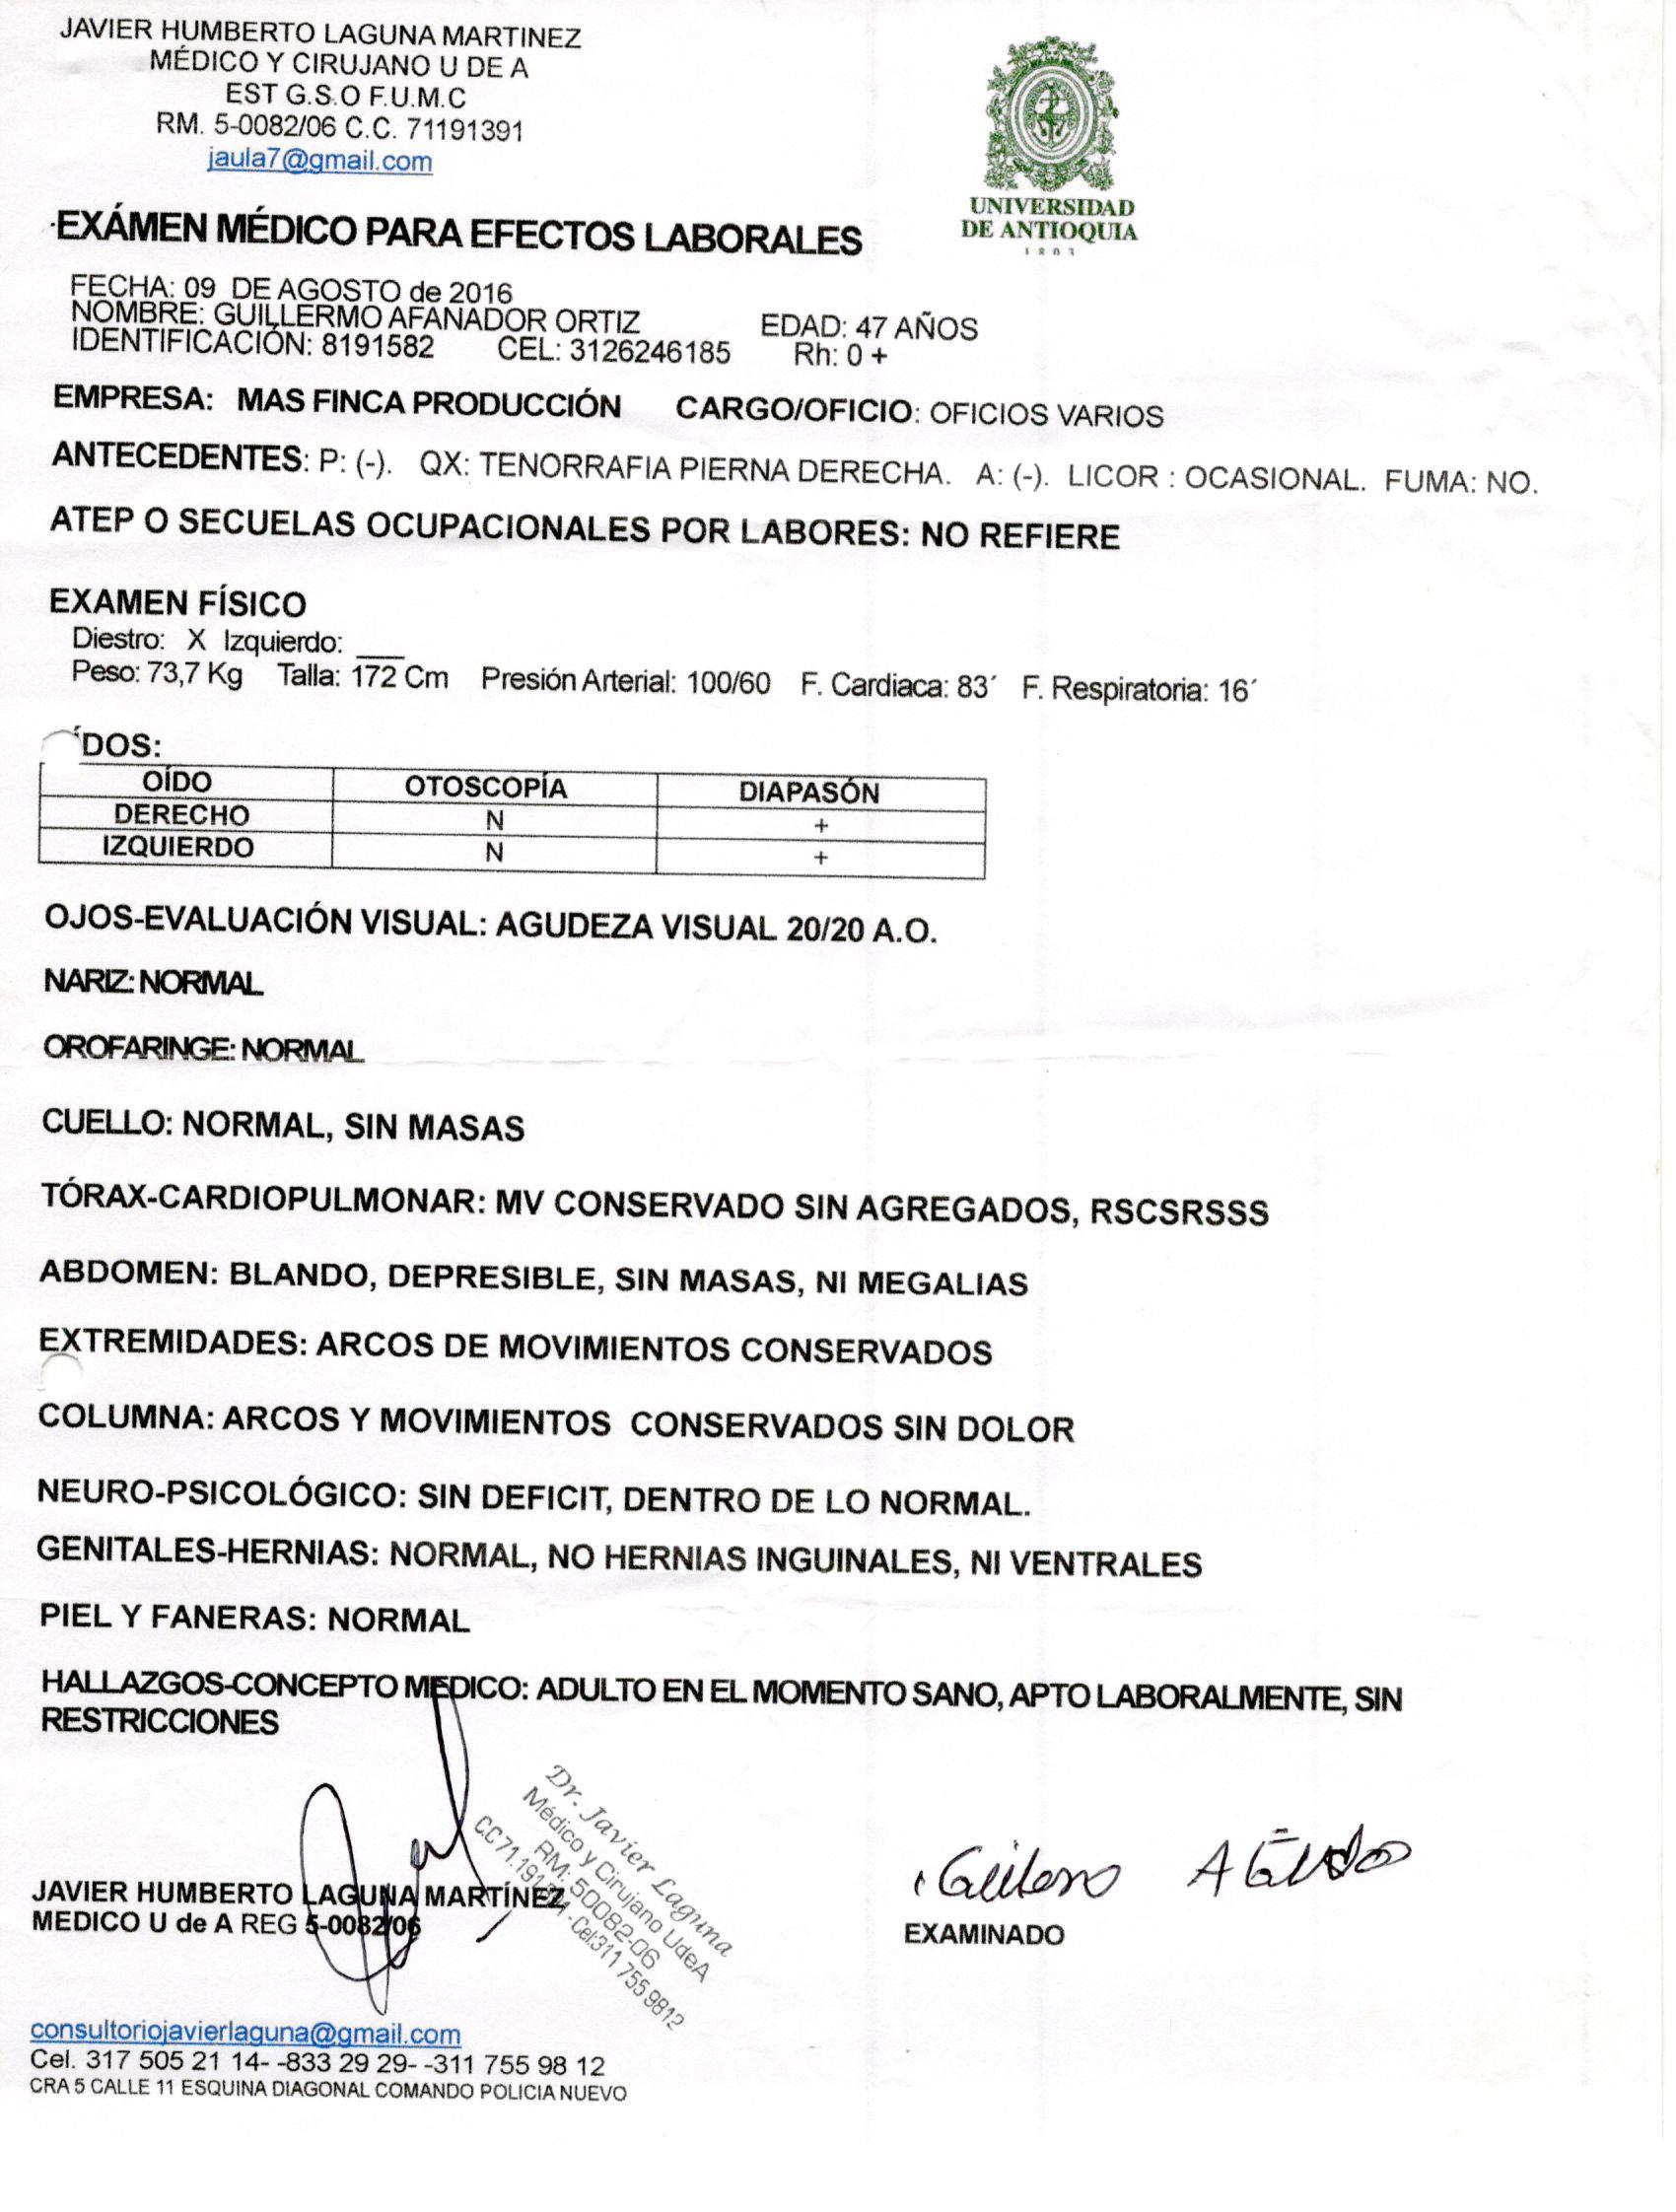 JAVIER HUMBERTO LAGUNA MARTINEZ
MÉDICO Y CIRUJANO U DE A
EST G.S.O F.U.M.C
RM. 5-0082/06 C.C. 71191391
jaula7@gmail.com
UNIVERSIDAD
DE ANTIOQUIA
1803
EXÁMEN MÉDICO PARA EFECTOS LABORALES
FECHA: 09 DE AGOSTO de 2016
NOMBRE: GUILLERMO AFANADOR ORTIZ EDAD: 47 AÑOS
IDENTIFICACIÓN: 8191582 CEL: 3126246185 Rh: 0 +
EMPRESA: MAS FINCA PRODUCCIÓN CARGO/OFICIO: OFICIOS VARIOS
ANTECEDENTES: P: (-). QX: TENORRAFIA PIERNA DERECHA. A: (-). LICOR : OCASIONAL. FUMA: NO.
ATEP O SECUELAS OCUPACIONALES POR LABORES: NO REFIERE
EXAMEN FÍSICO
Diestro: X Izquierdo: ___
Peso: 73,7 Kg Talla: 172 Cm Presión Arterial: 100/60 F. Cardiaca: 83´ F. Respiratoria: 16´
ÍDOS:
OÍDO OTOSCOPÍA DIAPASÓN
DERECHO N +
IZQUIERDO N +
OJOS-EVALUACIÓN VISUAL: AGUDEZA VISUAL 20/20 A.O.
NARIZ: NORMAL
OROFARINGE: NORMAL
CUELLO: NORMAL, SIN MASAS
TÓRAX-CARDIOPULMONAR: MV CONSERVADO SIN AGREGADOS, RSCSRSSS
ABDOMEN: BLANDO, DEPRESIBLE, SIN MASAS, NI MEGALIAS
EXTREMIDADES: ARCOS DE MOVIMIENTOS CONSERVADOS
COLUMNA: ARCOS Y MOVIMIENTOS CONSERVADOS SIN DOLOR
NEURO-PSICOLÓGICO: SIN DEFICIT, DENTRO DE LO NORMAL.
GENITALES-HERNIAS: NORMAL, NO HERNIAS INGUINALES, NI VENTRALES
PIEL Y FANERAS: NORMAL
HALLAZGOS-CONCEPTO MEDICO: ADULTO EN EL MOMENTO SANO, APTO LABORALMENTE, SIN
RESTRICCIONES
Dr. Javier Laguna
Médico y Cirujano UdeA
RM: 50082-06
-Cel:311 755 9812
JAVIER HUMBERTO LAGUNA MARTÍNEZ
MEDICO U de A REG 5-0082/06
EXAMINADO
consultoriojavierlaguna@gmail.com
Cel. 317 505 21 14- -833 29 29- -311 755 98 12
CRA 5 CALLE 11 ESQUINA DIAGONAL COMANDO POLICIA NUEVO